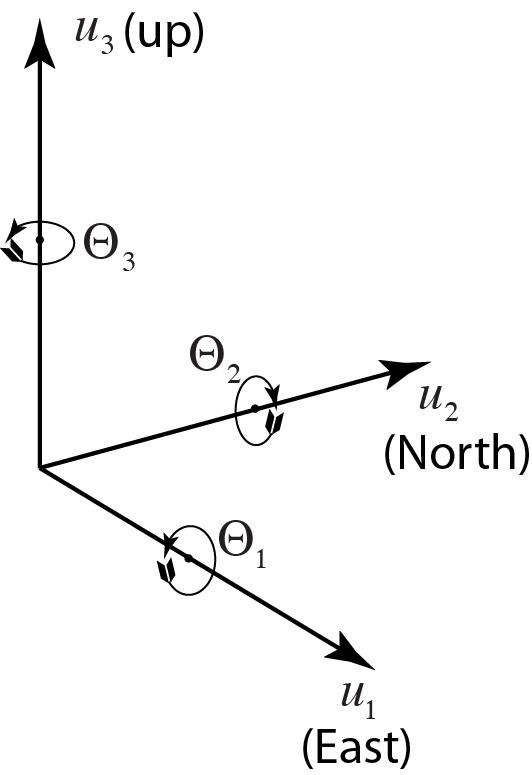 u₃ (up)
Θ₃
Θ₂
u₂
(North)
Θ₁
u₁
(East)